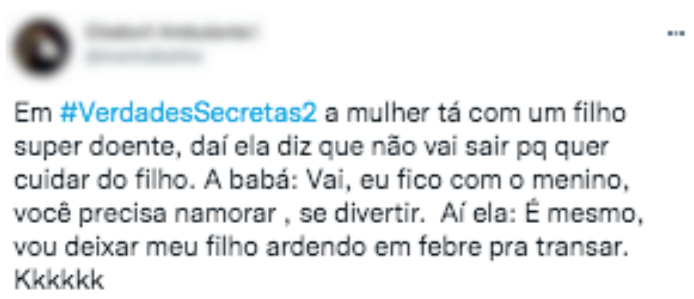 Em #VerdadesSecretas2 a mulher tá com um filho
super doente, daí ela diz que não vai sair pq quer
cuidar do filho. A babá: Vai, eu fico com o menino,
você precisa namorar , se divertir.  Aí ela: É mesmo,
vou deixar meu filho ardendo em febre pra transar.
Kkkkkk